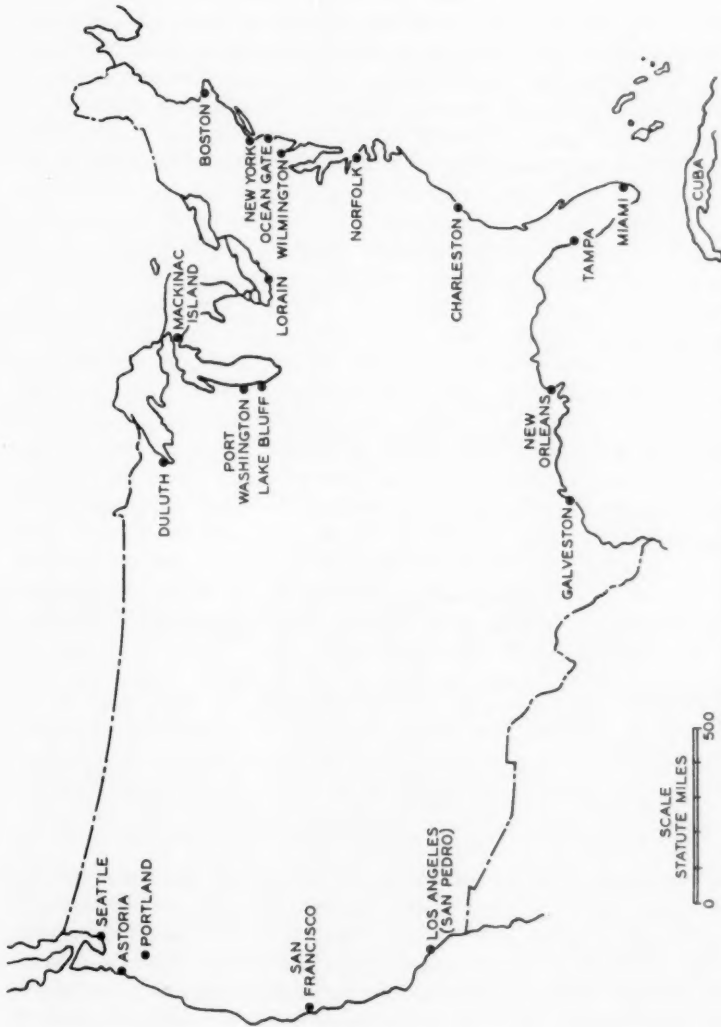 SEATTLE
ASTORIA
PORTLAND
SAN
FRANCISCO
LOS ANGELES
(SAN PEDRO)
DULUTH
MACKINAC
ISLAND
PORT
WASHINGTON
LAKE BLUFF
LORAIN
BOSTON
NEW YORK
OCEAN GATE
WILMINGTON
NORFOLK
CHARLESTON
TAMPA
MIAMI
NEW
ORLEANS
GALVESTON
CUBA
SCALE
STATUTE MILES
0 500